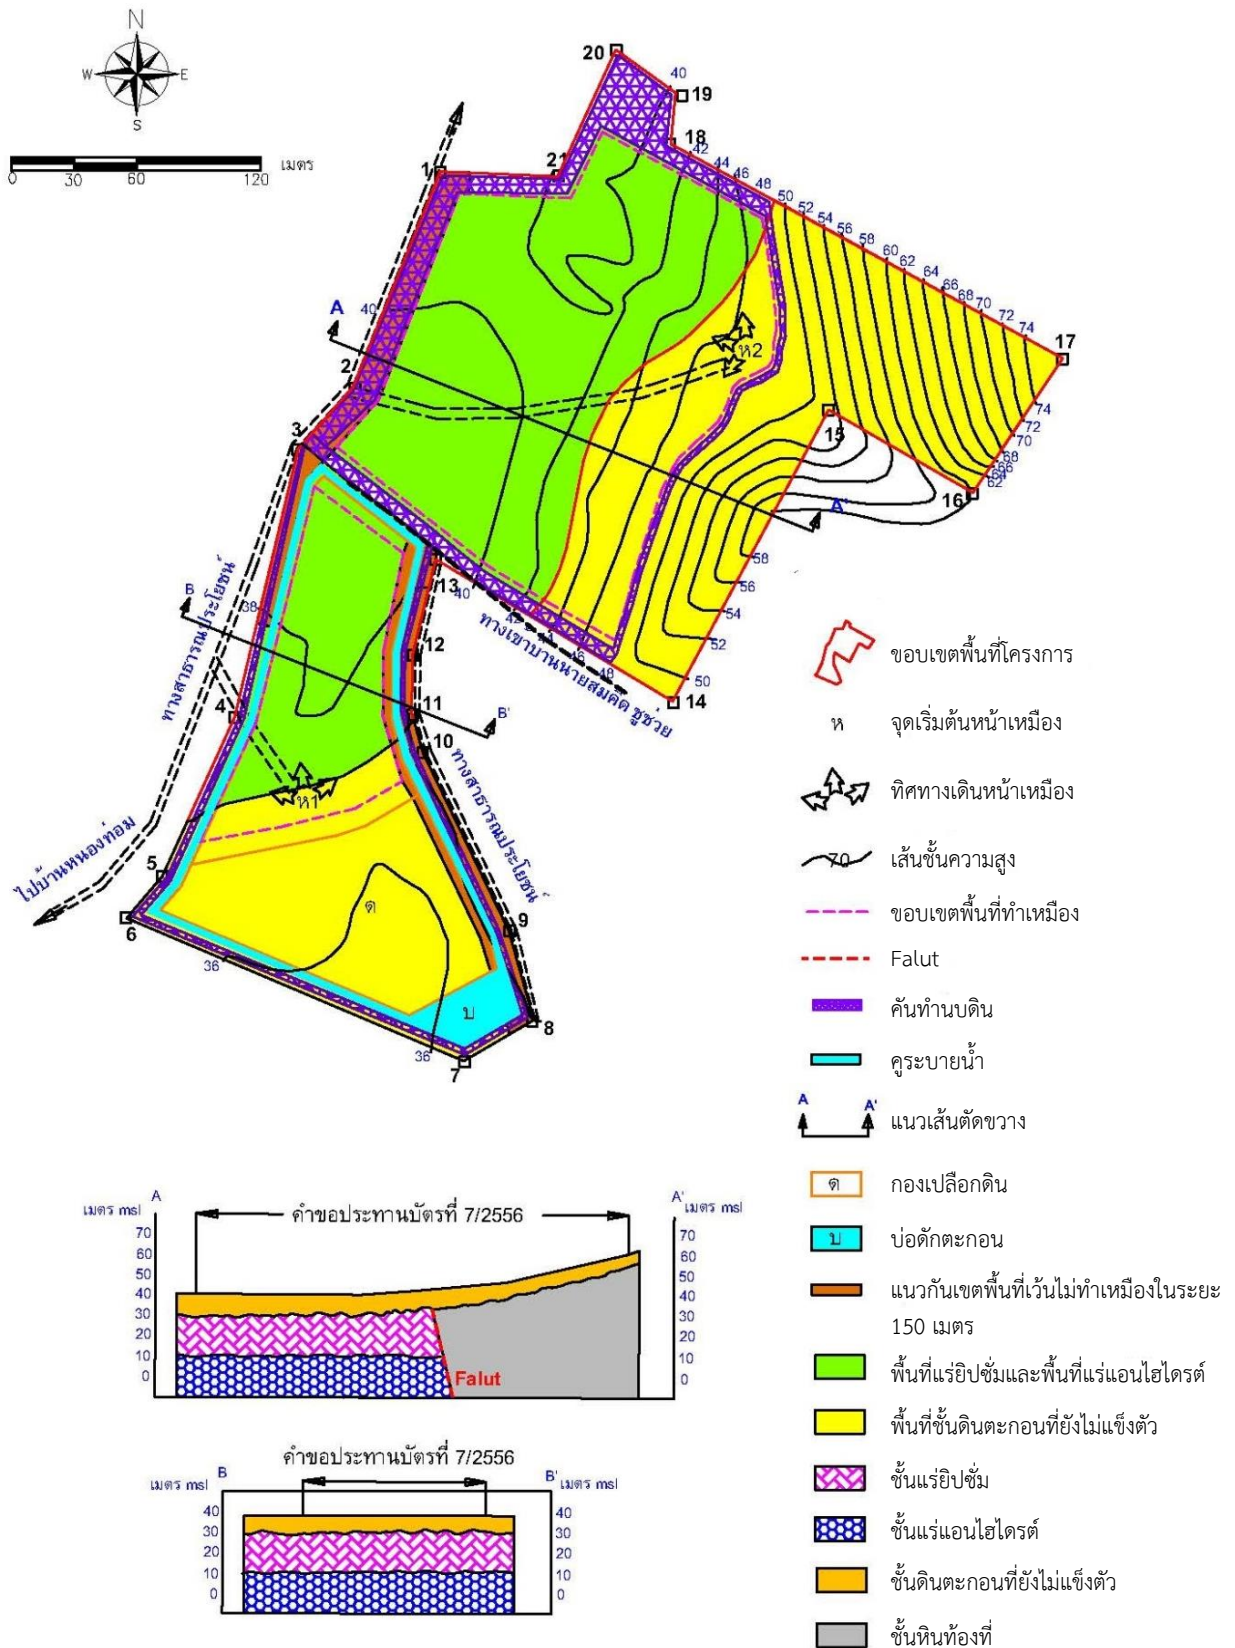 N
W E
S
เมตร
0 30 60 120
20
40
19
18
42
44
46
48
50
52
54
56
58
60
62
64
66
68
70
72
74
17
1
21
40
A
2
ห2
3
15
74
72
70
68
66
64
62
16
A'
58
56
54
52
50
14
13
40
42
44
46
48
ทางเขาบานนายสมคิด ชูช่วย
B
38
ทางสาธารณประโยชน์
12
11
B'
4
10
ห1
ทางสาธารณประโยชน์
ไปบ้านหนองท่อม
5
6
ด
9
36
บ
8
36
7
ขอบเขตพื้นที่โครงการ
ห จุดเริ่มต้นหน้าเหมือง
ทิศทางเดินหน้าเหมือง
70 เส้นชั้นความสูง
ขอบเขตพื้นที่ทำเหมือง
Falut
คันทำนบดิน
คูระบายน้ำ
A A' แนวเส้นตัดขวาง
ด กองเปลือกดิน
บ บ่อดักตะกอน
แนวกันเขตพื้นที่เว้นไม่ทำเหมืองในระยะ
150 เมตร
พื้นที่แร่ยิปซั่มและพื้นที่แร่แอนไฮไดรต์
พื้นที่ชั้นดินตะกอนที่ยังไม่แข็งตัว
ชั้นแร่ยิปซั่ม
ชั้นแร่แอนไฮไดรต์
ชั้นดินตะกอนที่ยังไม่แข็งตัว
ชั้นหินท้องที่
A A'
เมตร msl เมตร msl
คำขอประทานบัตรที่ 7/2556
70 70
60 60
50 50
40 40
30 30
20 20
10 10
0 0
Falut
คำขอประทานบัตรที่ 7/2556
B B'
เมตร msl เมตร msl
40 40
30 30
20 20
10 10
0 0